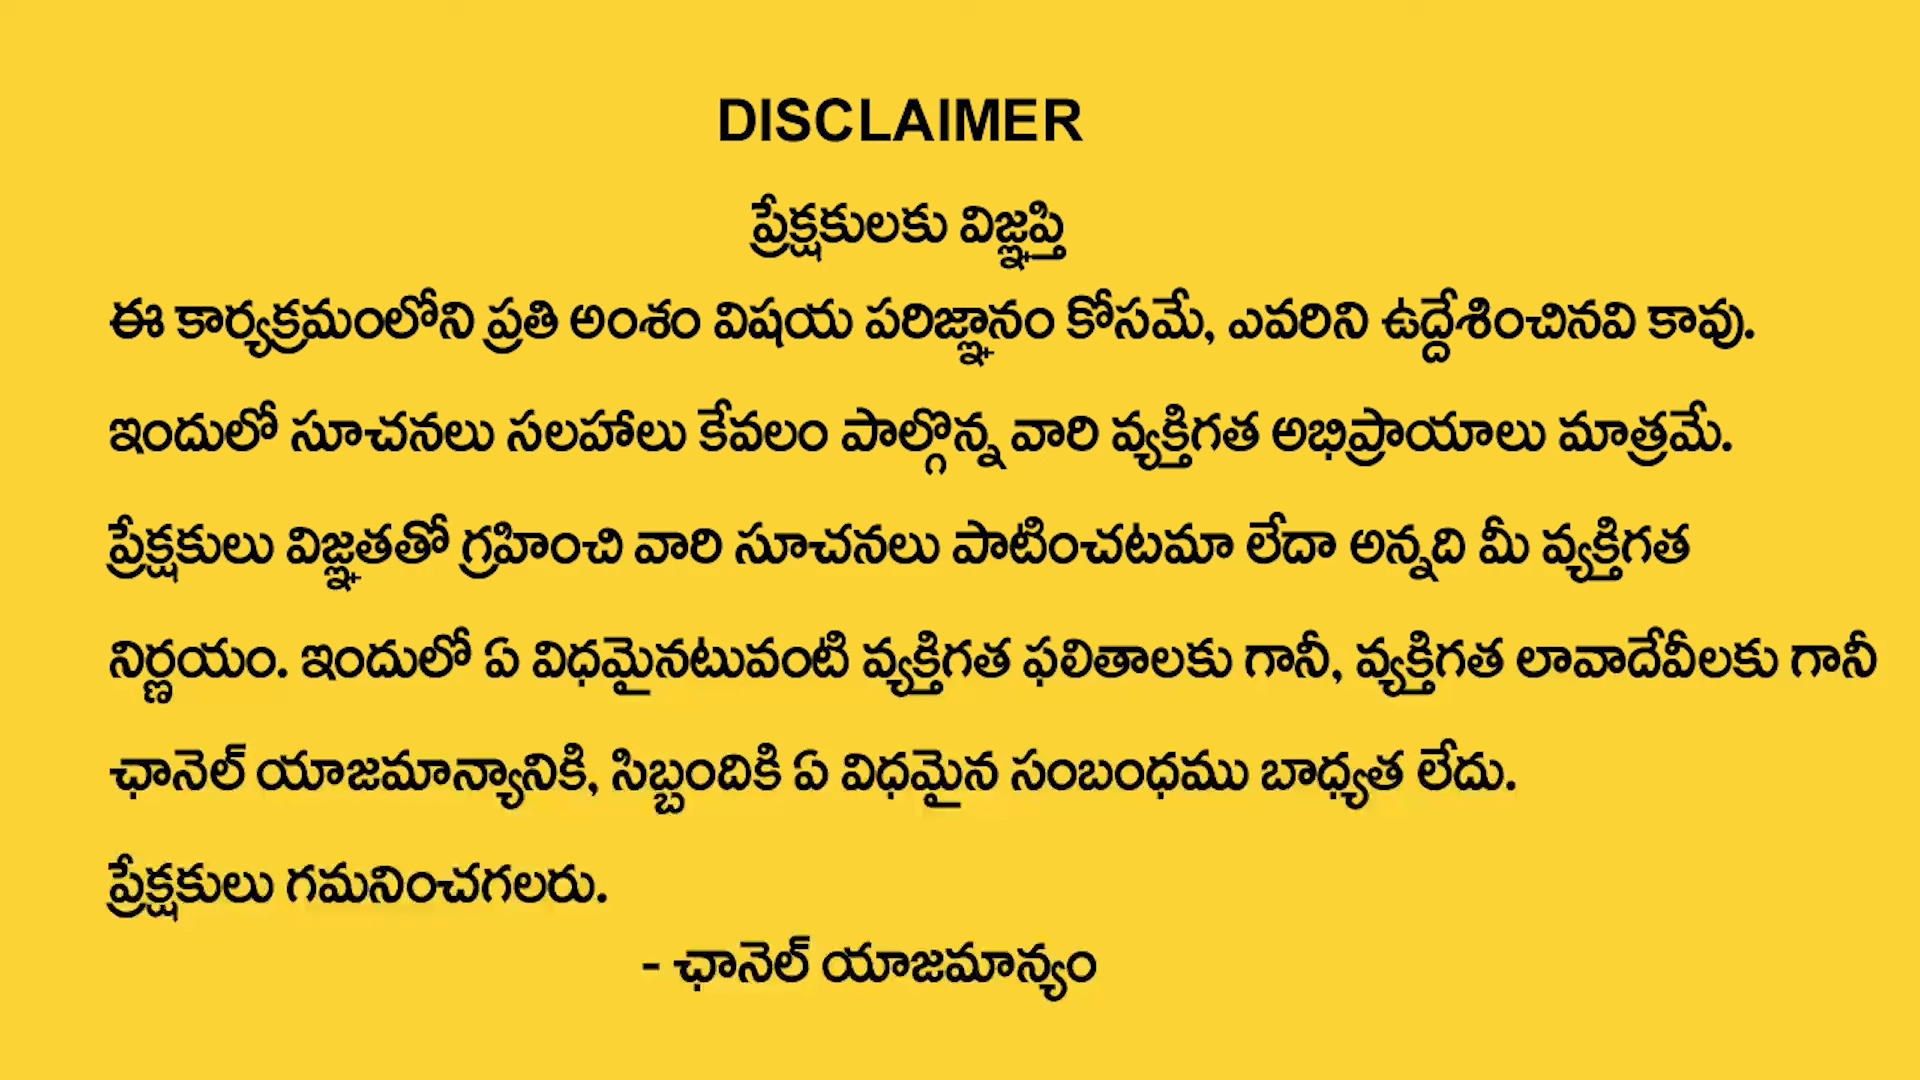 DISCLAIMER
ప్రేక్షకులకు విజ్ఞప్తి
ఈ కార్యక్రమంలోని ప్రతి అంశం విషయ పరిజ్ఞానం కోసమే, ఎవరిని ఉద్దేశించినవి కావు.
ఇందులో సూచనలు సలహాలు కేవలం పాల్గొన్న వారి వ్యక్తిగత అభిప్రాయాలు మాత్రమే.
ప్రేక్షకులు విజ్ఞతతో గ్రహించి వారి సూచనలు పాటించటమా లేదా అన్నది మీ వ్యక్తిగత
నిర్ణయం. ఇందులో ఏ విధమైనటువంటి వ్యక్తిగత ఫలితాలకు గానీ, వ్యక్తిగత లావాదేవీలకు గానీ
ఛానెల్ యాజమాన్యానికి, సిబ్బందికి ఏ విధమైన సంబంధము బాధ్యత లేదు.
ప్రేక్షకులు గమనించగలరు.
- ఛానెల్ యాజమాన్యం